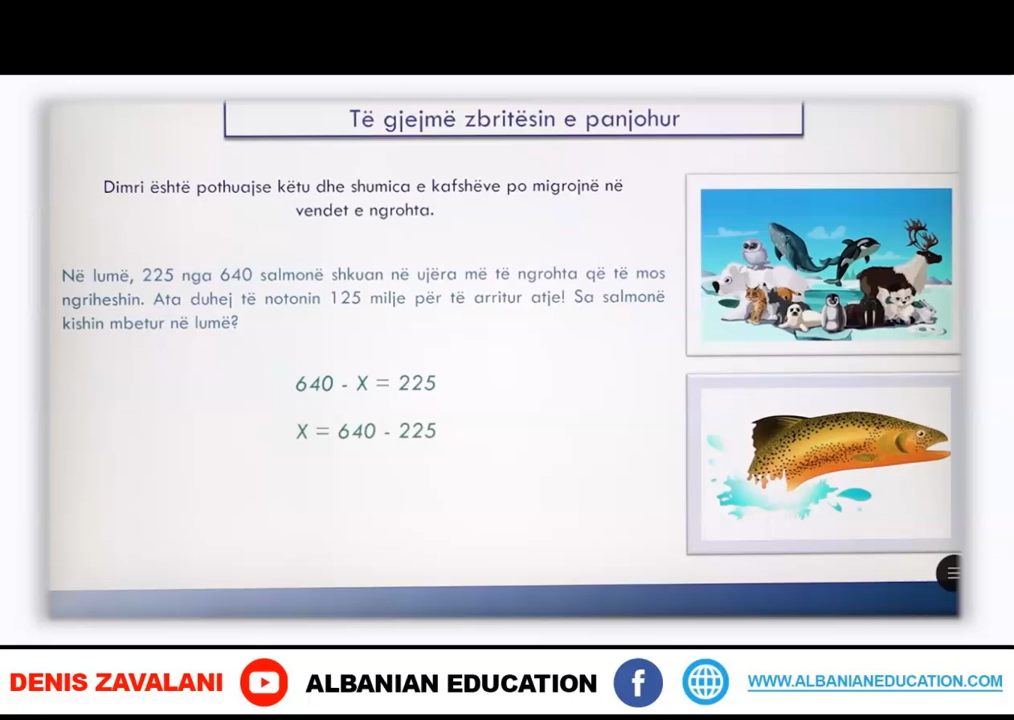 Të gjejmë zbritësin e panjohur
Dimri është pothuajse këtu dhe shumica e kafshëve po migrojnë në
vendet e ngrohta.
Në lumë, 225 nga 640 salmonë shkuan në ujëra më të ngrohta që të mos
ngriheshin. Ata duhej të notonin 125 milje për të arritur atje! Sa salmonë
kishin mbetur në lumë?
640 - X = 225
X = 640 - 225
DENIS ZAVALANI ALBANIAN EDUCATION f WWW.ALBANIANEDUCATION.COM